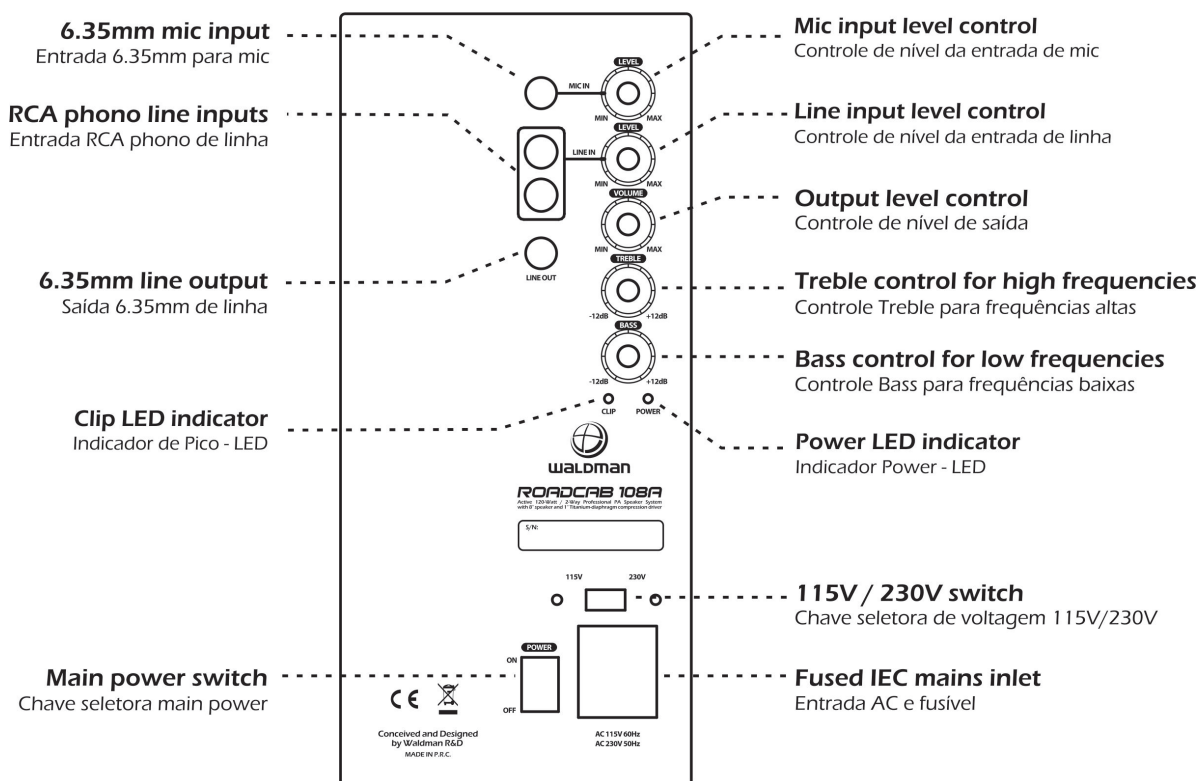 6.35mm mic input
Entrada 6.35mm para mic
RCA phono line inputs
Entrada RCA phono de linha
6.35mm line output
Saída 6.35mm de linha
Clip LED indicator
Indicador de Pico - LED
Main power switch
Chave seletora main power
LEVEL
MIC IN
MIN MAX
LEVEL
LINE IN
MIN MAX
VOLUME
MIN MAX
LINE OUT
TREBLE
-12dB +12dB
BASS
-12dB +12dB
CLIP POWER
WALDMAN
ROADCAB 108A
Active 120-Watt / 2-Way Professional PA Speaker System
with 8" speaker and 1" Titanium-diaphragm compression driver
S/N:
115V 230V
POWER
ON
OFF
CE
Conceived and Designed
by Waldman R&D
MADE IN P.R.C.
AC 115V 60Hz
AC 230V 50Hz
Mic input level control
Controle de nível da entrada de mic
Line input level control
Controle de nível da entrada de linha
Output level control
Controle de nível de saída
Treble control for high frequencies
Controle Treble para frequências altas
Bass control for low frequencies
Controle Bass para frequências baixas
Power LED indicator
Indicador Power - LED
115V / 230V switch
Chave seletora de voltagem 115V/230V
Fused IEC mains inlet
Entrada AC e fusível